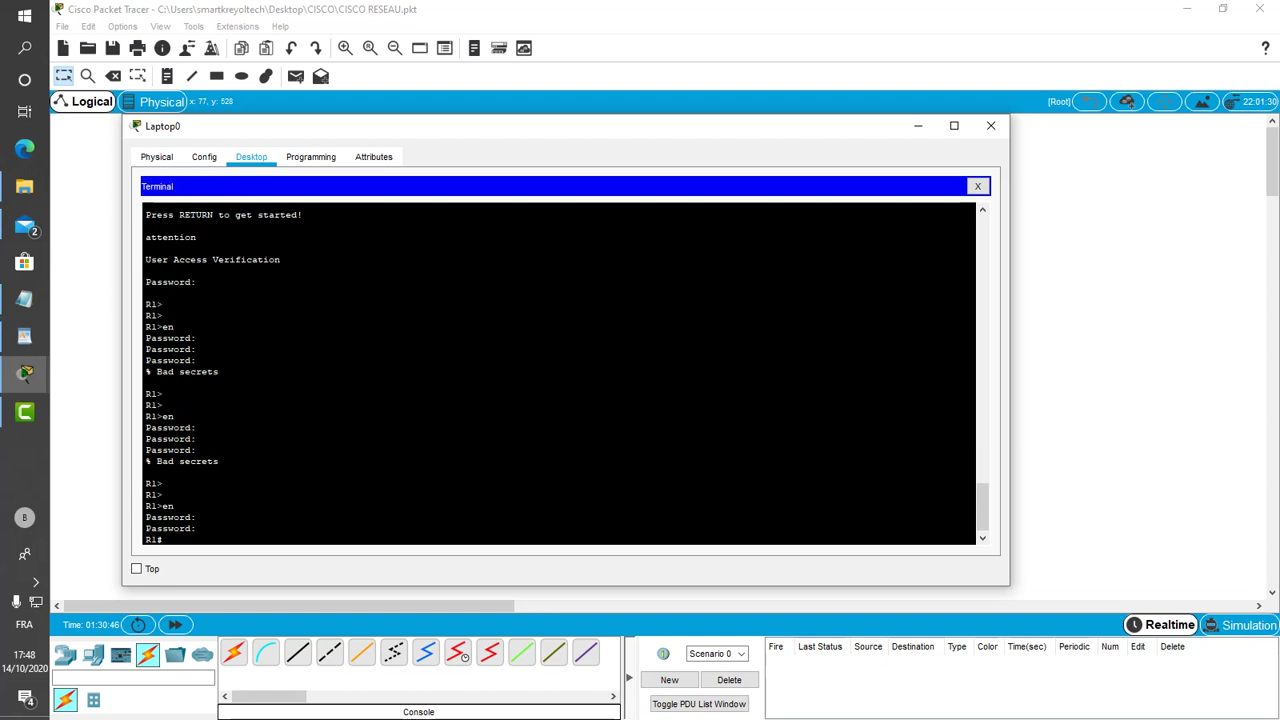 Cisco Packet Tracer - C:\Users\smartkreyoltech\Desktop\CISCO\CISCO RESEAU.pkt
File Edit Options View Tools Extensions Help
?
Logical Physical x: 77, y: 528 [Root] 22:01:30
Laptop0
Physical Config Desktop Programming Attributes
Terminal X
Press RETURN to get started!
attention
User Access Verification
Password:
R1>
R1>
R1>en
Password:
Password:
Password:
% Bad secrets
R1>
R1>
R1>en
Password:
Password:
Password:
% Bad secrets
R1>
R1>
R1>en
Password:
Password:
R1#
Top
2
B
FRA
17:48
14/10/2020
4
Time: 01:30:46 Realtime Simulation
Scenario 0
New Delete
Toggle PDU List Window
Fire Last Status Source Destination Type Color Time(sec) Periodic Num Edit Delete
Console